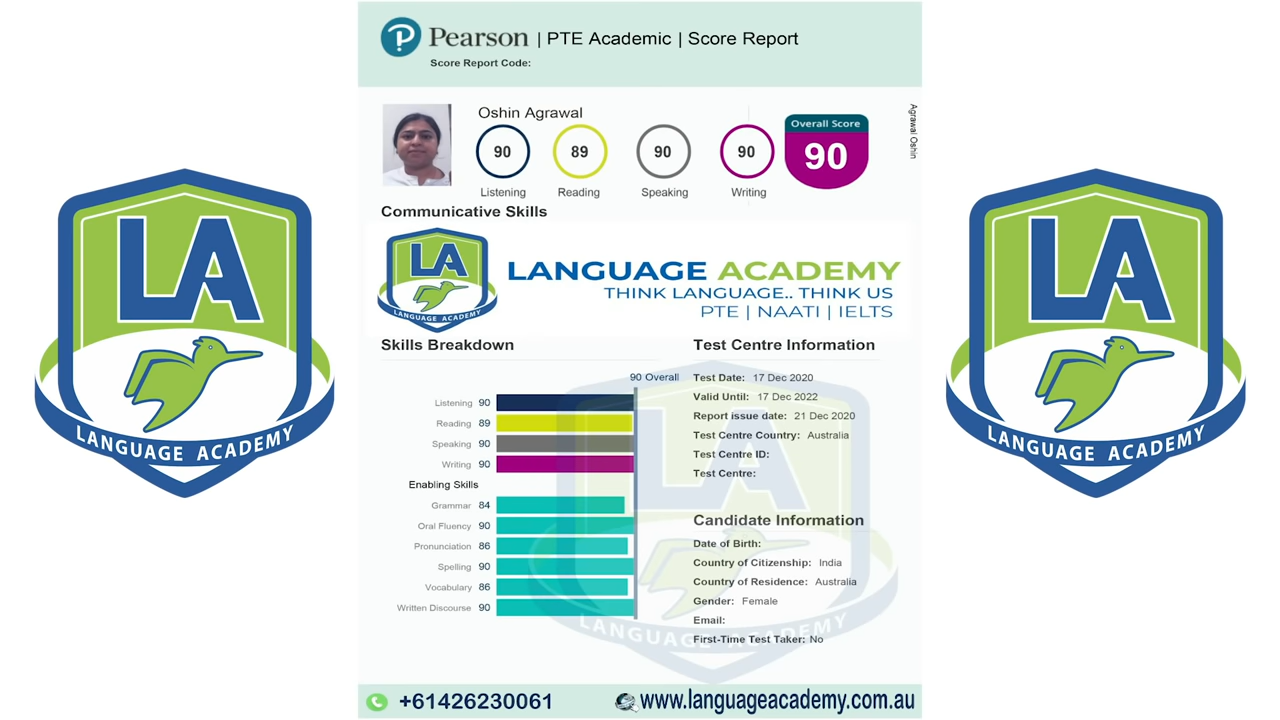 Pearson | PTE Academic | Score Report
Score Report Code:
Oshin Agrawal
90 89 90 90
Listening Reading Speaking Writing
Overall Score
90
Agrawal Oshin
Communicative Skills
LA
LANGUAGE ACADEMY
LANGUAGE ACADEMY
THINK LANGUAGE.. THINK US
PTE | NAATI | IELTS
Skills Breakdown
90 Overall
Listening 90
Reading 89
Speaking 90
Writing 90
Enabling Skills
Grammar 84
Oral Fluency 90
Pronunciation 86
Spelling 90
Vocabulary 86
Written Discourse 90
Test Centre Information
Test Date: 17 Dec 2020
Valid Until: 17 Dec 2022
Report issue date: 21 Dec 2020
Test Centre Country: Australia
Test Centre ID:
Test Centre:
Candidate Information
Date of Birth:
Country of Citizenship: India
Country of Residence: Australia
Gender: Female
Email:
First-Time Test Taker: No
LA
LANGUAGE ACADEMY
+61426230061
www.languageacademy.com.au
LA
LANGUAGE ACADEMY
LA
LANGUAGE ACADEMY